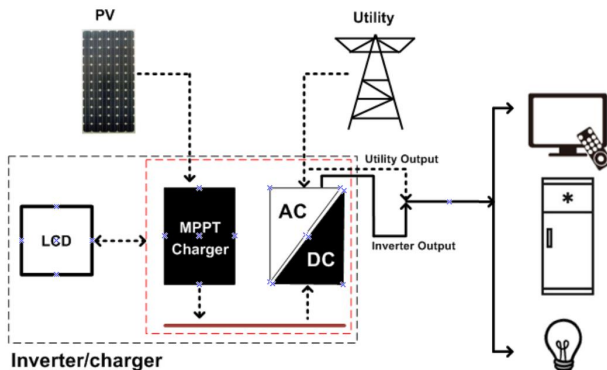 PV
Utility
Utility Output
LCD
MPPT
Charger
AC
DC
Inverter Output
Inverter/charger